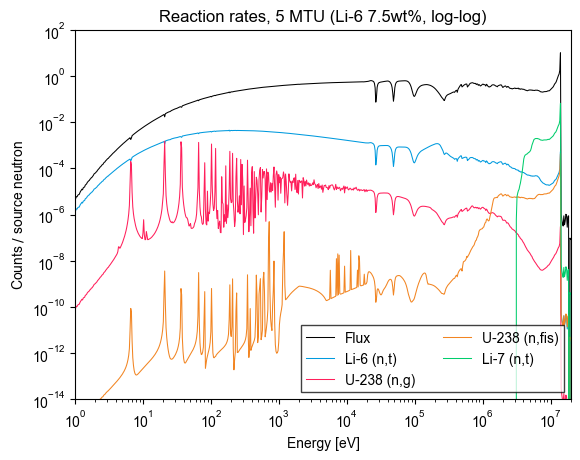 Reaction rates, 5 MTU (Li-6 7.5wt%, log-log)
Counts / source neutron
10^2
10^0
10^−2
10^−4
10^−6
10^−8
10^−10
10^−12
10^−14
Flux
Li-6 (n,t)
U-238 (n,g)
U-238 (n,fis)
Li-7 (n,t)
10^0 10^1 10^2 10^3 10^4 10^5 10^6 10^7
Energy [eV]